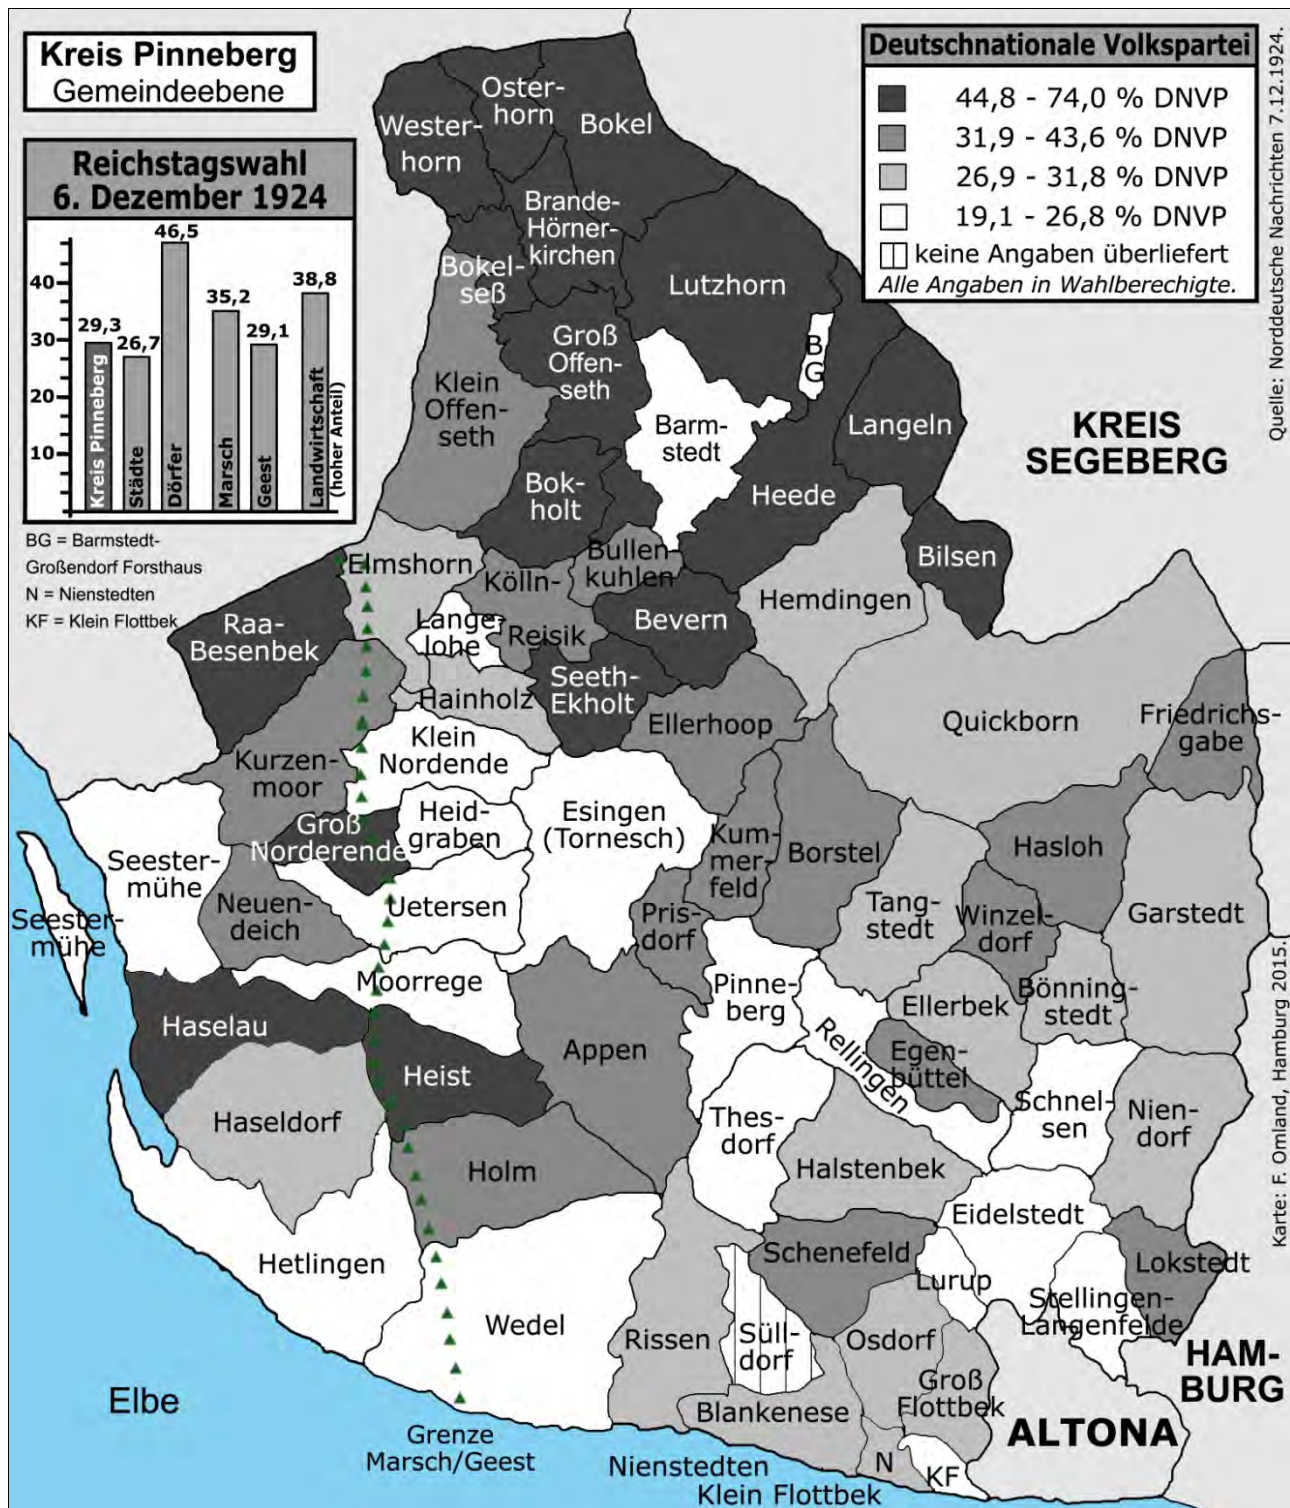 Kreis Pinneberg
Gemeindeebene
Reichstagswahl
6. Dezember 1924
46,5
40
38,8
35,2
30
29,3
29,1
26,7
20
10
Kreis Pinneberg
Städte
Dörfer
Marsch
Geest
Landwirtschaft
(hoher Anteil)
BG = Barmstedt-
Großendorf Forsthaus
N = Nienstedten
KF = Klein Flottbek
Deutschnationale Volkspartei
44,8 - 74,0 % DNVP
31,9 - 43,6 % DNVP
26,9 - 31,8 % DNVP
19,1 - 26,8 % DNVP
keine Angaben überliefert
Alle Angaben in Wahlberechigte.
Quelle: Norddeutsche Nachrichten 7.12.1924.
Karte: F. Omland, Hamburg 2015.
Wester-
horn
Oster-
horn
Bokel
Brande-
Hörner-
kirchen
Bokel-
seß
Lutzhorn
Groß
Offen-
seth
Klein
Offen-
seth
B
G
Barm-
stedt
Langeln
KREIS
SEGEBERG
Bok-
holt
Heede
Bilsen
Elmshorn
Bullen-
kuhlen
Kölln-
Reisik
Hemdingen
Bevern
Raa-
Besenbek
Lange-
lohe
Seeth-
Ekholt
Hainholz
Ellerhoop
Quickborn
Friedrichs-
gabe
Klein
Nordende
Kurzen-
moor
Heid-
graben
Esingen
(Tornesch)
Groß
Norderende
Kum-
mer-
feld
Borstel
Hasloh
Seester-
mühe
Seester-
mühe
Neuen-
deich
Uetersen
Pris-
dorf
Tang-
stedt
Winzel-
dorf
Garstedt
Moorrege
Pinne-
berg
Ellerbek
Bönning-
stedt
Haselau
Heist
Appen
Rellingen
Egen-
büttel
Haseldorf
Thes-
dorf
Schnel-
sen
Nien-
dorf
Holm
Halstenbek
Eidelstedt
Hetlingen
Schenefeld
Lurup
Lokstedt
Stellingen-
Langenfelde
Wedel
Rissen
Süll-
dorf
Osdorf
Groß
Flottbek
HAM-
BURG
Elbe
Blankenese
ALTONA
Grenze
Marsch/Geest
Nienstedten
Klein Flottbek
N
KF